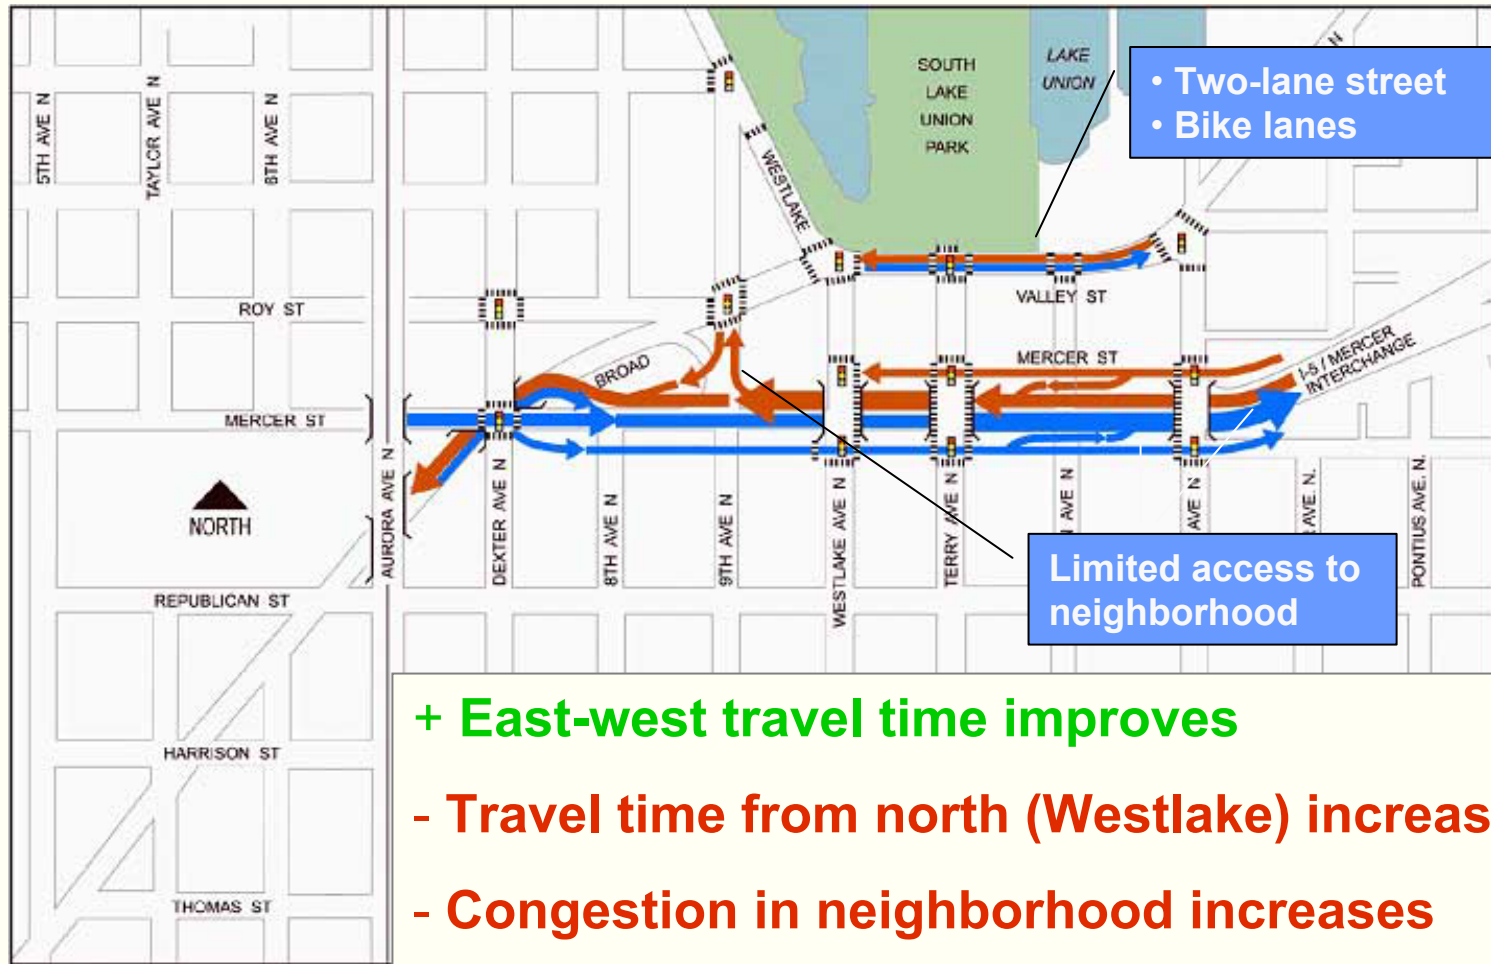 5TH AVE N
TAYLOR AVE N
6TH AVE N
SOUTH
LAKE
UNION
PARK
LAKE
UNION
N
• Two-lane street
• Bike lanes
WESTLAKE
ROY ST
VALLEY ST
BROAD
MERCER ST
I-5 / MERCER
INTERCHANGE
MERCER ST
NORTH
AURORA AVE N
DEXTER AVE N
8TH AVE N
9TH AVE N
WESTLAKE AVE N
TERRY AVE N
AVE N
AVE N
AVE N.
PONTIUS AVE. N.
Limited access to
neighborhood
REPUBLICAN ST
HARRISON ST
THOMAS ST
+ East-west travel time improves
- Travel time from north (Westlake) increas
- Congestion in neighborhood increases